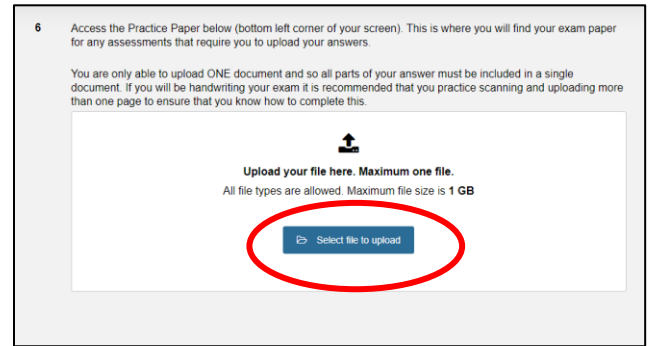 6 Access the Practice Paper below (bottom left corner of your screen). This is where you will find your exam paper
for any assessments that require you to upload your answers.
You are only able to upload ONE document and so all parts of your answer must be included in a single
document. If you will be handwriting your exam it is recommended that you practice scanning and uploading more
than one page to ensure that you know how to complete this.
Upload your file here. Maximum one file.
All file types are allowed. Maximum file size is 1 GB
Select file to upload